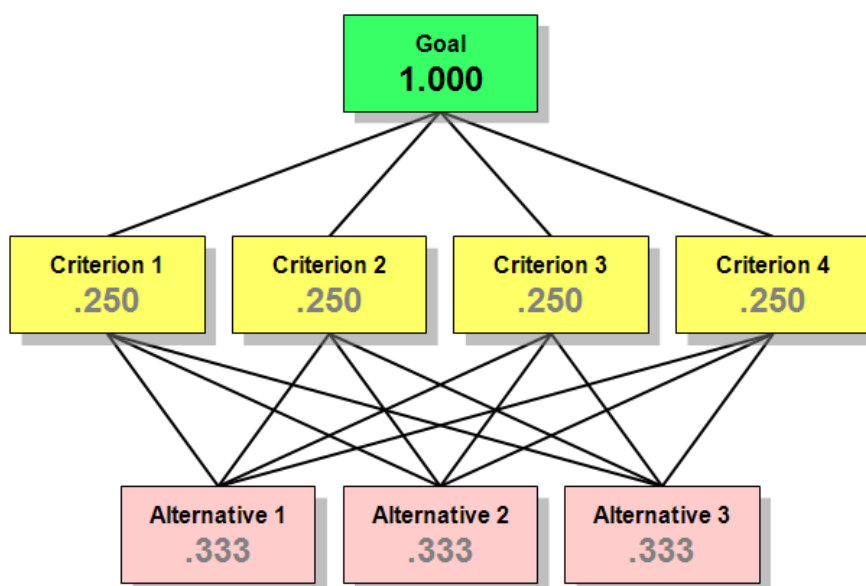 Goal
1.000
Criterion 1
.250
Criterion 2
.250
Criterion 3
.250
Criterion 4
.250
Alternative 1
.333
Alternative 2
.333
Alternative 3
.333